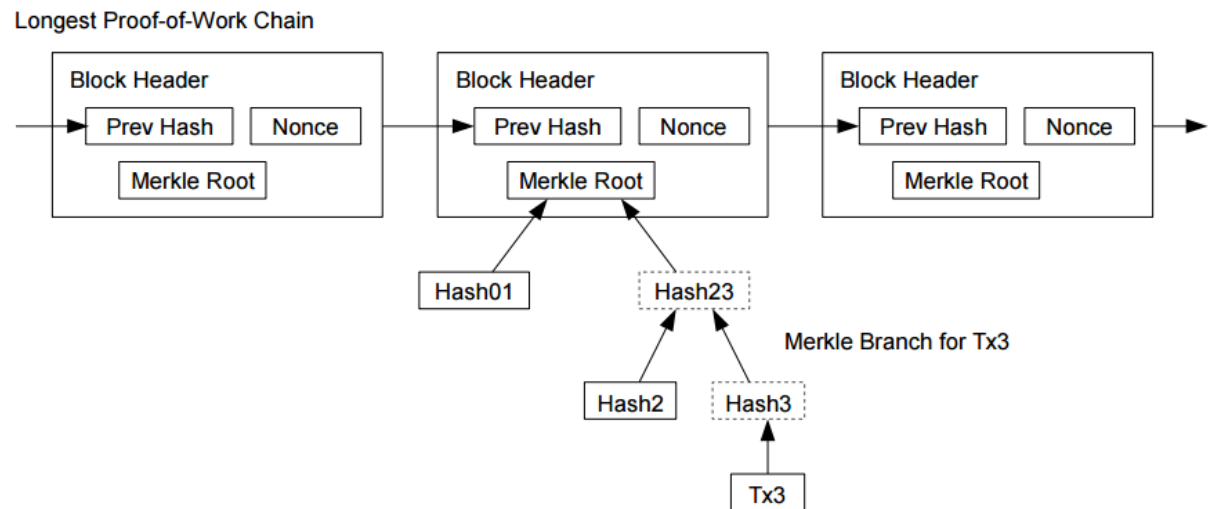 Longest Proof-of-Work Chain
Block Header
Prev Hash
Nonce
Merkle Root
Block Header
Prev Hash
Nonce
Merkle Root
Block Header
Prev Hash
Nonce
Merkle Root
Hash01
Hash23
Merkle Branch for Tx3
Hash2
Hash3
Tx3